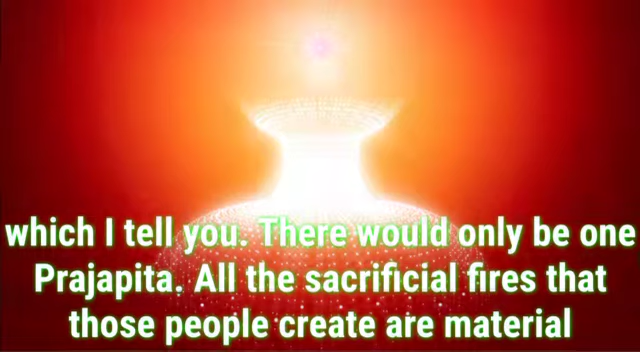 which I tell you. There would only be one
Prajapita. All the sacrificial fires that
those people create are material